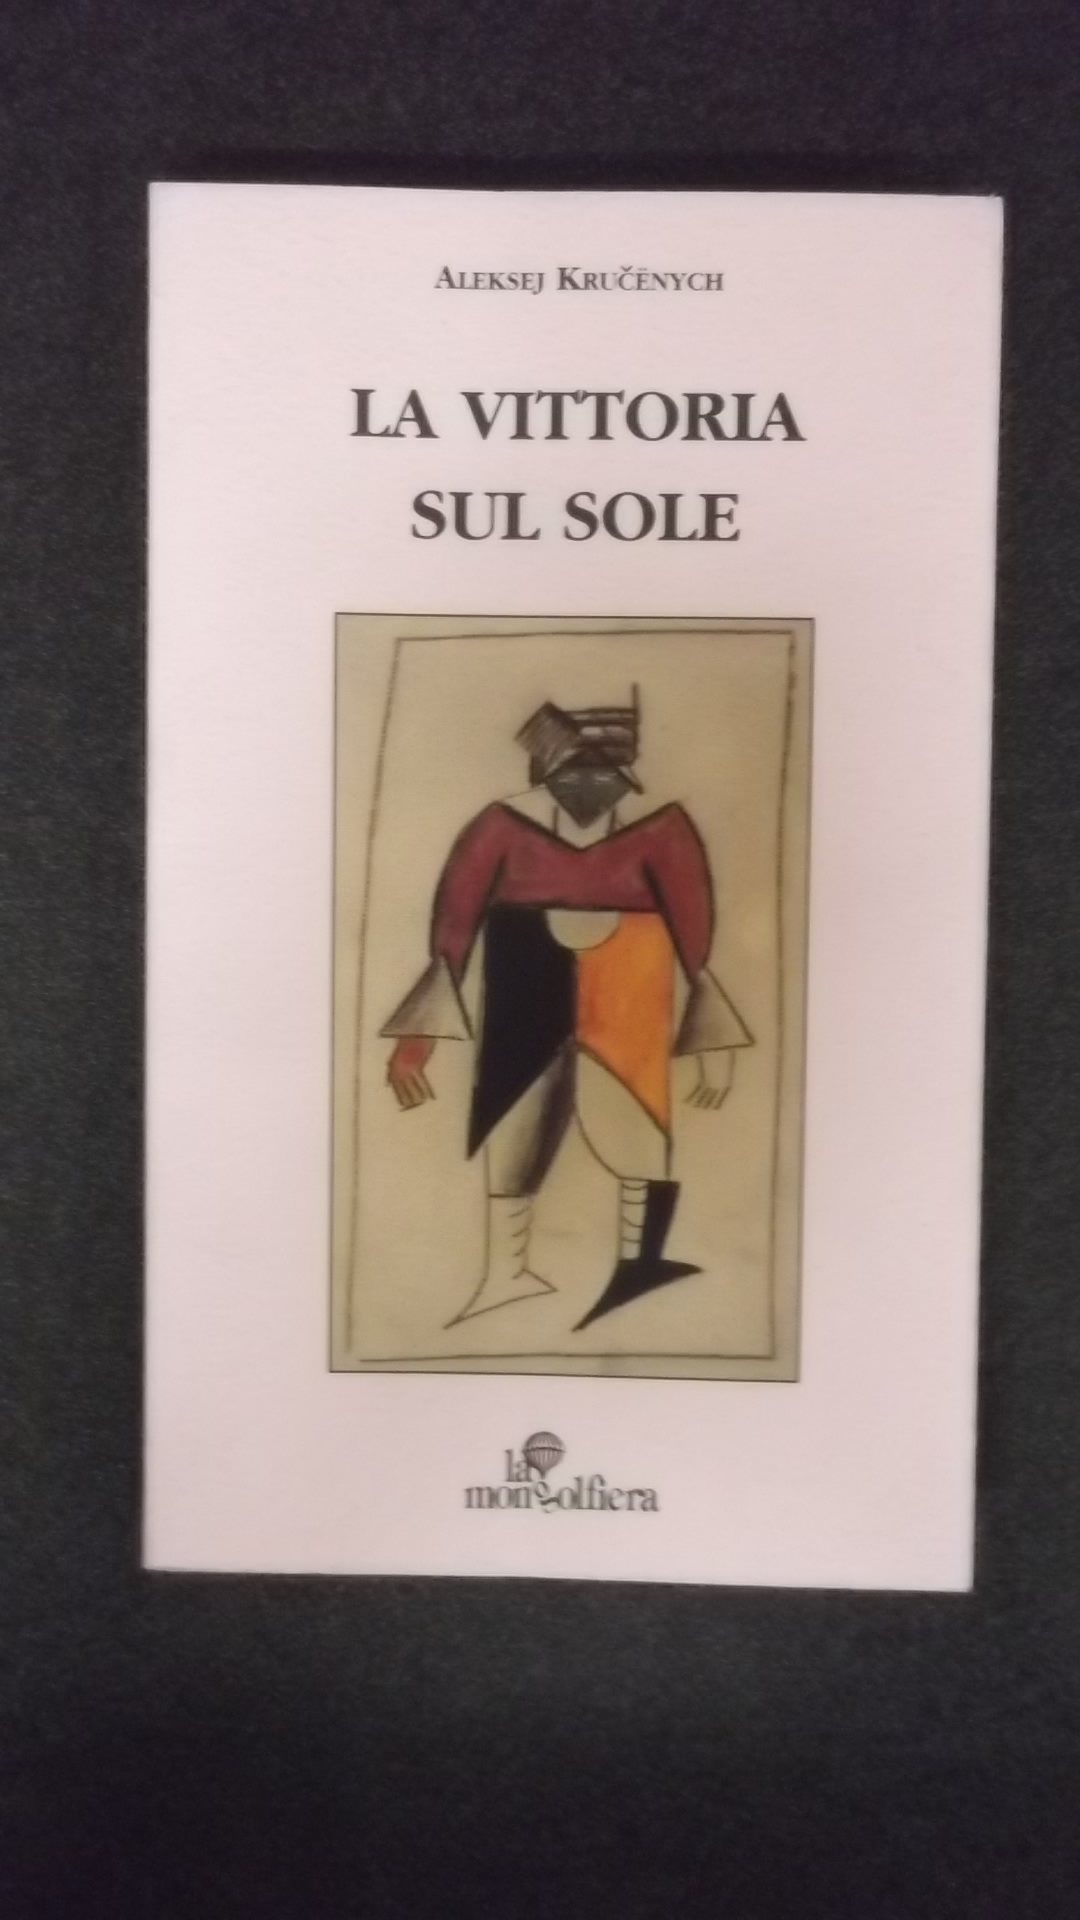 ALEKSEJ KRUČËNYCH
LA VITTORIA
SUL SOLE
la
mongolfiera